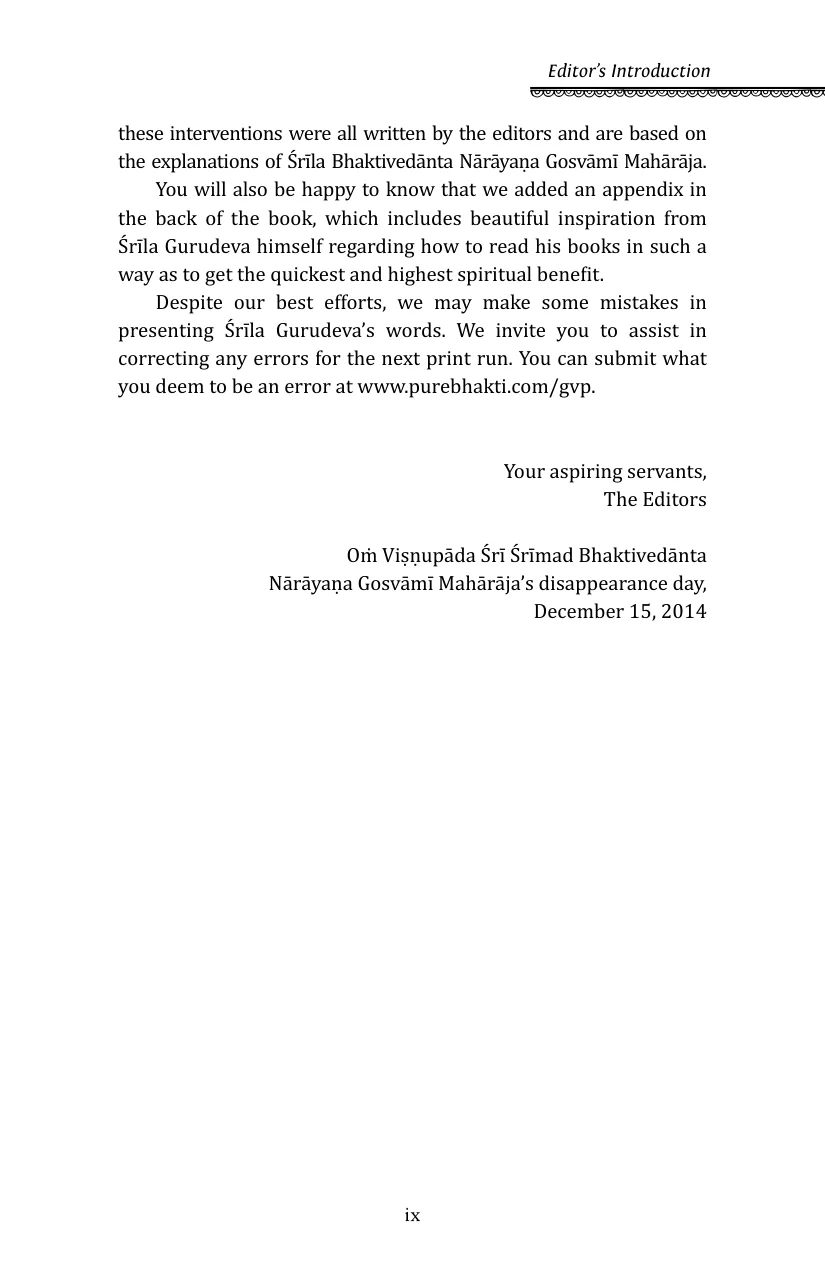 Editor’s Introduction
these interventions were all written by the editors and are based on
the explanations of Śrīla Bhaktivedānta Nārāyaṇa Gosvāmī Mahārāja.
You will also be happy to know that we added an appendix in
the back of the book, which includes beautiful inspiration from
Śrīla Gurudeva himself regarding how to read his books in such a
way as to get the quickest and highest spiritual benefit.
Despite our best efforts, we may make some mistakes in
presenting Śrīla Gurudeva’s words. We invite you to assist in
correcting any errors for the next print run. You can submit what
you deem to be an error at www.purebhakti.com/gvp.
Your aspiring servants,
The Editors
Oṁ Viṣṇupāda Śrī Śrīmad Bhaktivedānta
Nārāyaṇa Gosvāmī Mahārāja’s disappearance day,
December 15, 2014
ix